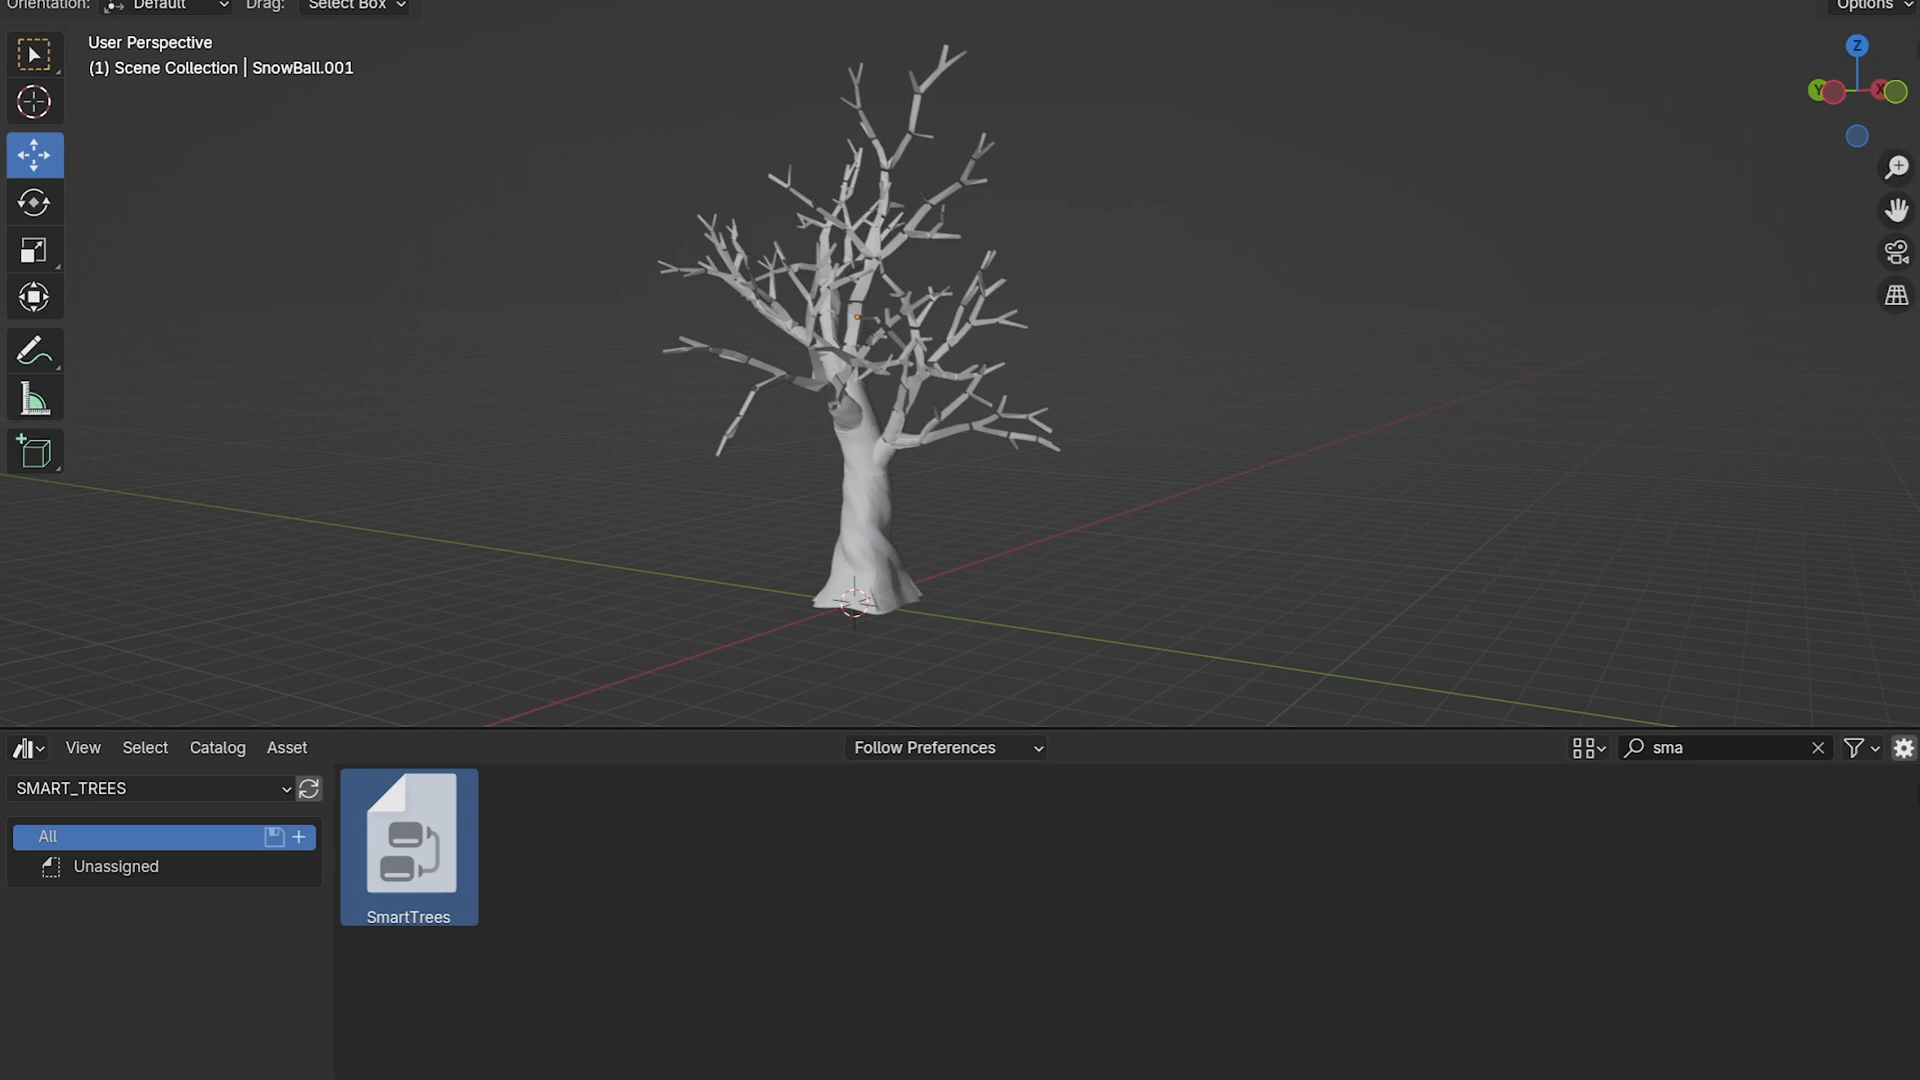 Orientation: Default Drag: Select Box Options
User Perspective
(1) Scene Collection | SnowBall.001
Z
Y
X
View Select Catalog Asset Follow Preferences sma
SMART_TREES
All
Unassigned
SmartTrees